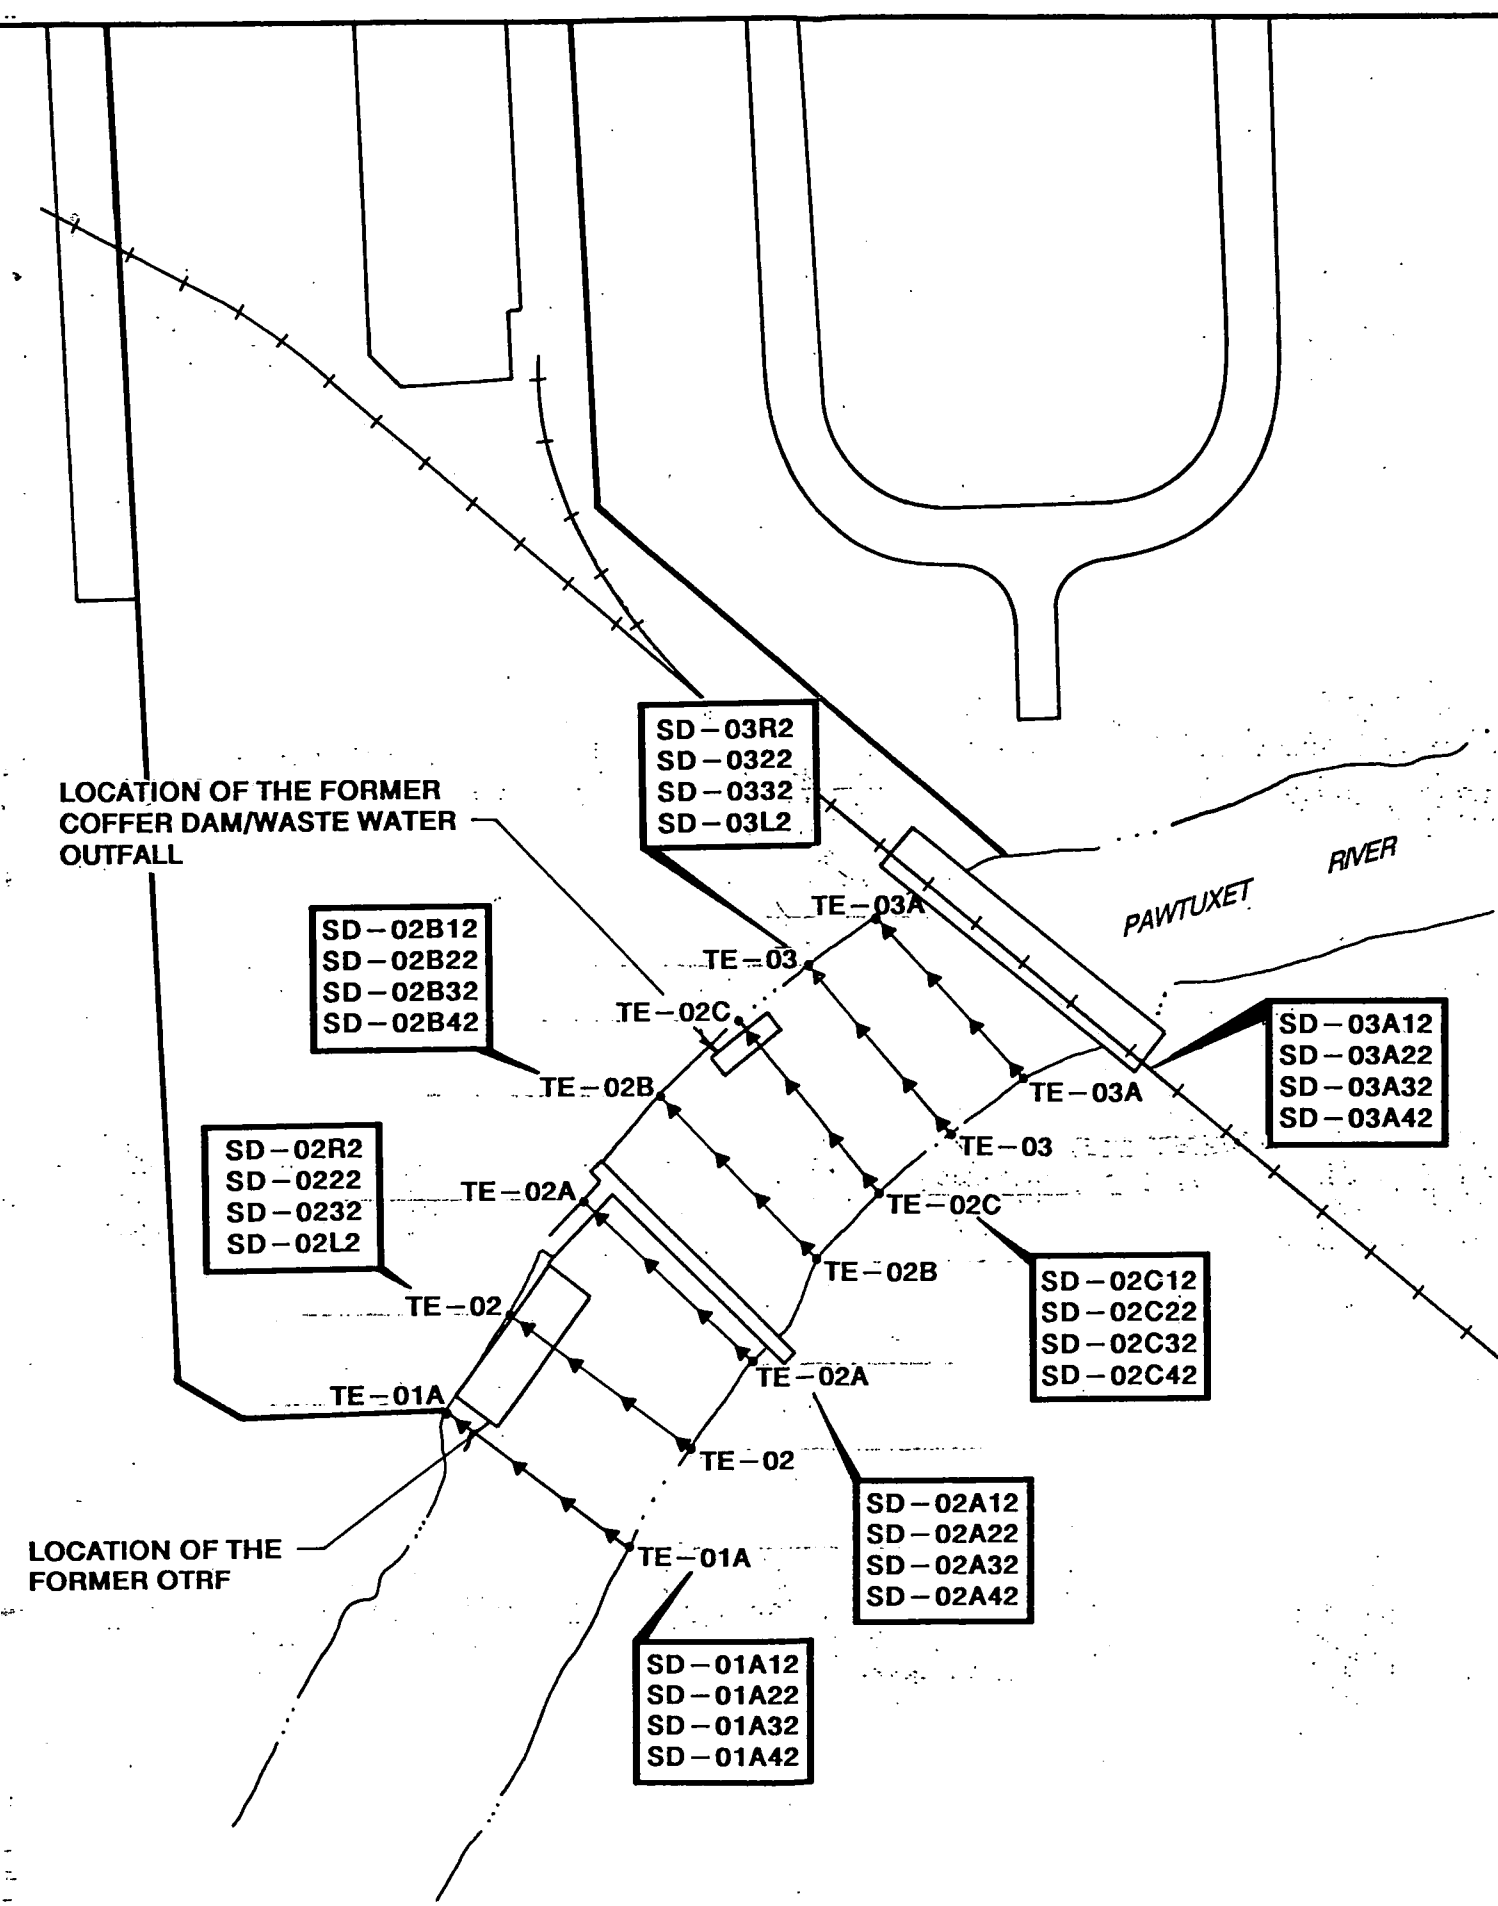 SD-03R2
SD-0322
SD-0332
SD-03L2
LOCATION OF THE FORMER
COFFER DAM/WASTE WATER
OUTFALL
PAWTUXET RIVER
TE-03A
SD-02B12
SD-02B22
SD-02B32
SD-02B42
TE-03
TE-02C
SD-03A12
SD-03A22
SD-03A32
SD-03A42
TE-02B
TE-03A
SD-02R2
SD-0222
SD-0232
SD-02L2
TE-03
TE-02A
TE-02C
TE-02B
SD-02C12
SD-02C22
SD-02C32
SD-02C42
TE-02
TE-02A
TE-01A
TE-02
SD-02A12
SD-02A22
SD-02A32
SD-02A42
LOCATION OF THE
FORMER OTRF
TE-01A
SD-01A12
SD-01A22
SD-01A32
SD-01A42